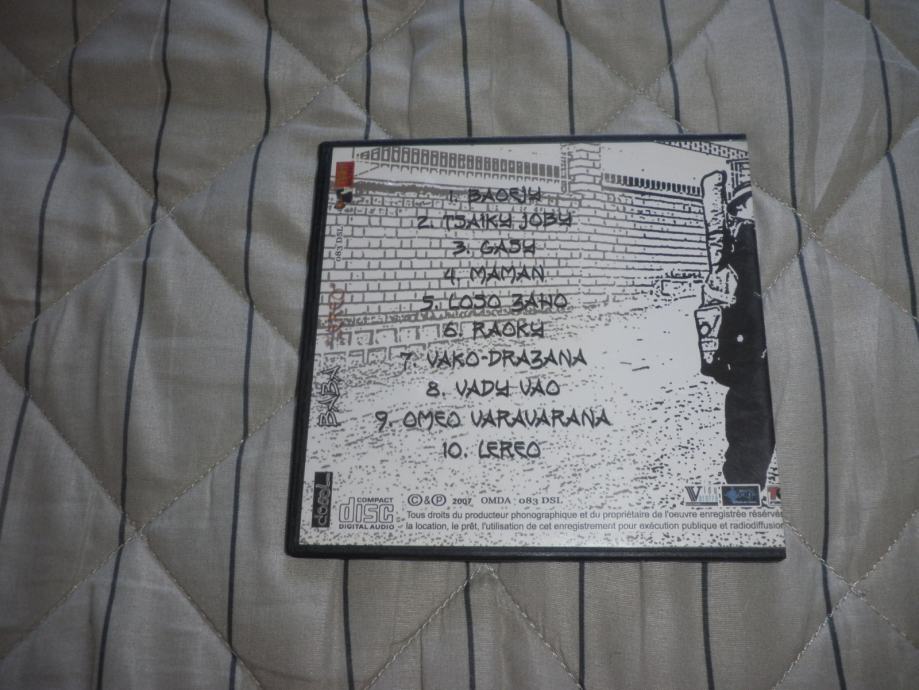 1. BAOEJY
2. TSAIKY JOBY
3. GASY
4. MAMAN
5. LOSO ZAHO
6. RAOKY
7. VAKO-DRAZANA
8. VADY VAO
9. OMEO VARAVARANA
10. LEREO
083 DSL
COMPACT
disc
DIGITAL AUDIO
©&℗ 2007 OMDA 083 DSL
Tous droits du producteur phonographique et du propriétaire de l'oeuvre enregistrée réservés
la location, le prêt, l'utilisation de cet enregistrement pour exécution publique et radiodiffusion